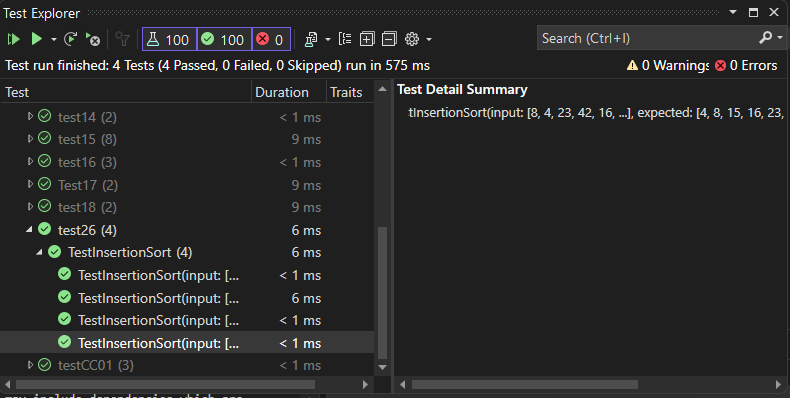 Test Explorer
100 100 0 Search (Ctrl+I)
Test run finished: 4 Tests (4 Passed, 0 Failed, 0 Skipped) run in 575 ms 0 Warnings 0 Errors
Test Duration Traits
test14 (2) < 1 ms
test15 (8) 9 ms
test16 (3) < 1 ms
Test17 (2) 9 ms
test18 (2) 9 ms
test26 (4) 6 ms
TestInsertionSort (4) 6 ms
TestInsertionSort(input: [... < 1 ms
TestInsertionSort(input: [... 6 ms
TestInsertionSort(input: [... < 1 ms
TestInsertionSort(input: [... < 1 ms
testCC01 (3) < 1 ms
Test Detail Summary
tInsertionSort(input: [8, 4, 23, 42, 16, ...], expected: [4, 8, 15, 16, 23,